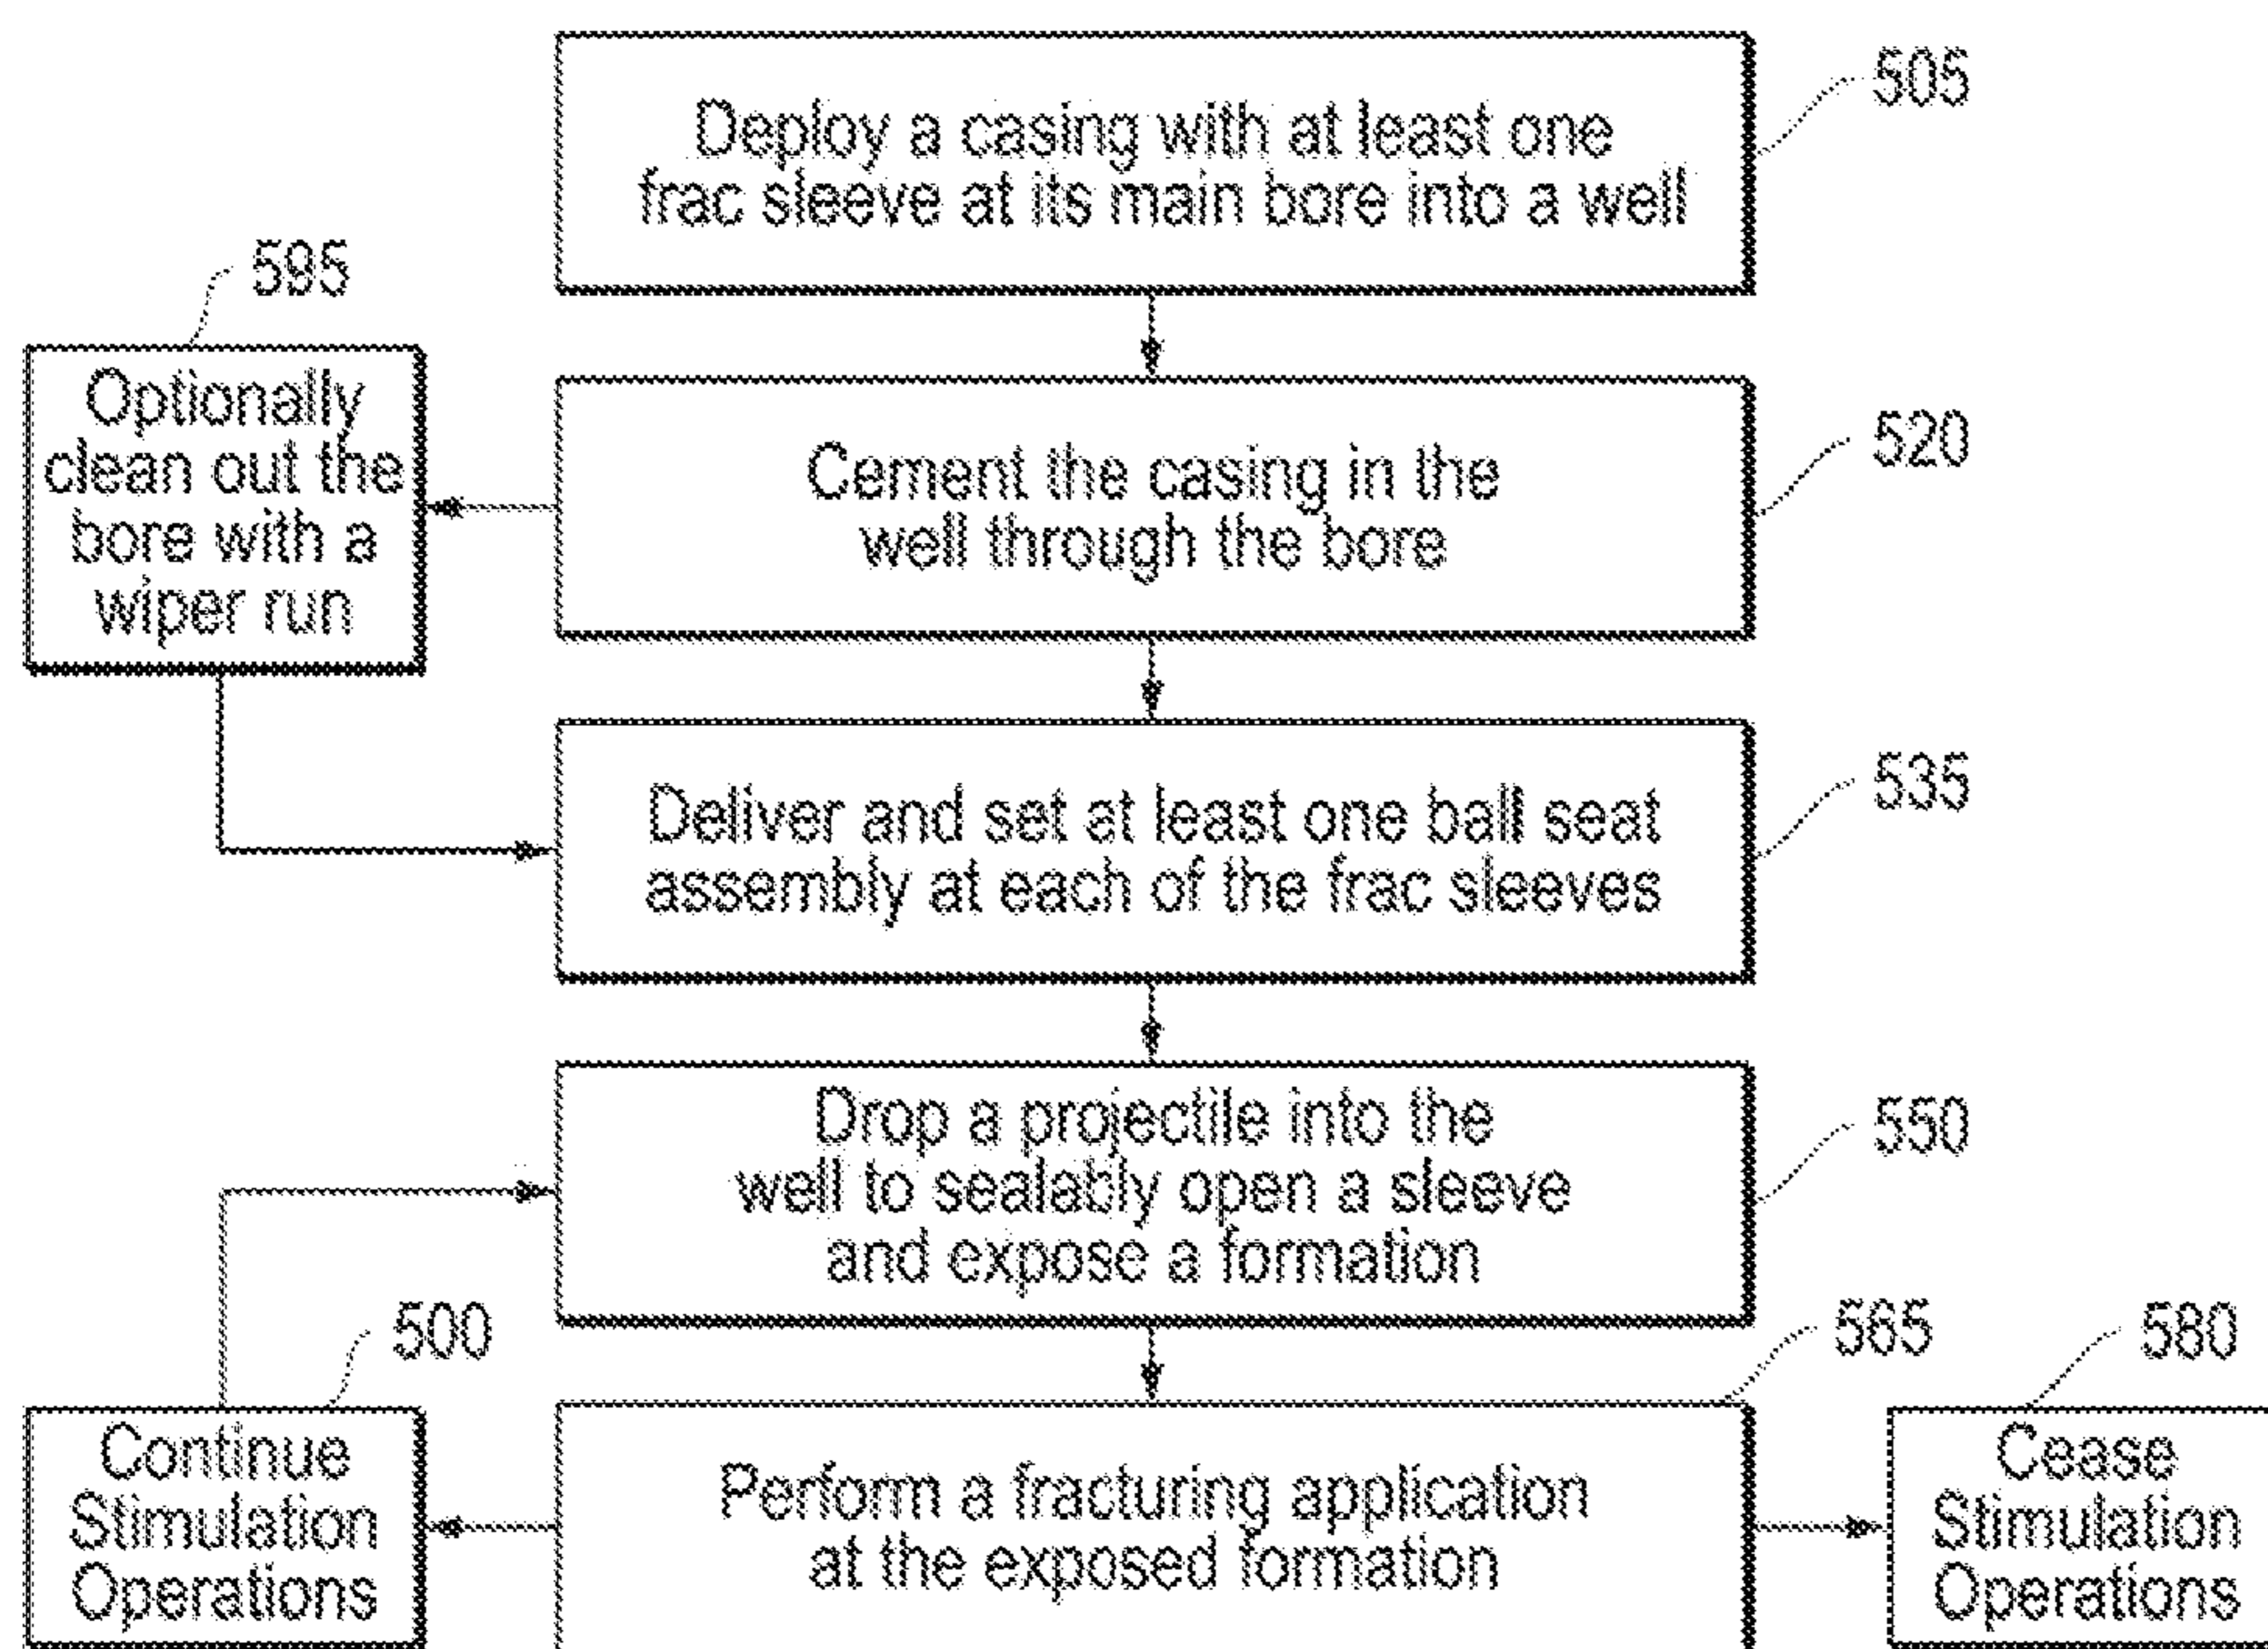 Deploy a casing with at least one
frac sleeve at its main bore into a well
505
595
Optionally
clean out the
bore with a
wiper run
Cement the casing in the
well through the bore
520
Deliver and set at least one ball seat
assembly at each of the frac sleeves
535
Drop a projectile into the
well to sealably open a sleeve
and expose a formation
550
500
Continue
Stimulation
Operations
Perform a fracturing application
at the exposed formation
565
580
Cease
Stimulation
Operations